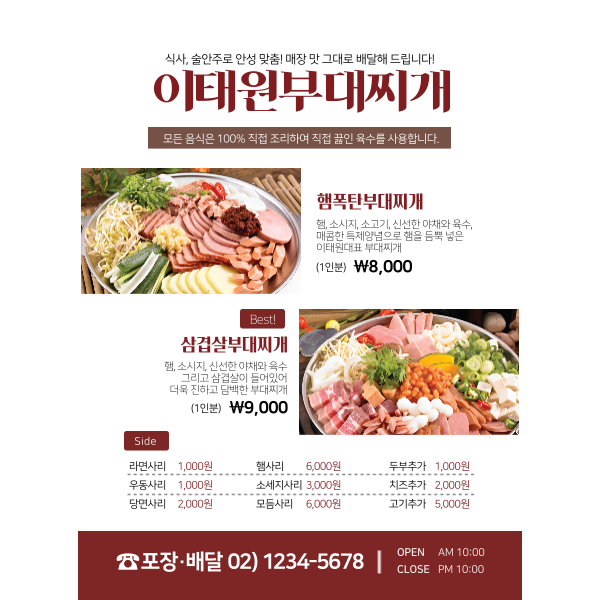 식사, 술안주로 안성 맞춤! 매장 맛 그대로 배달해 드립니다!
이태원부대찌개
모든 음식은 100% 직접 조리하여 직접 끓인 육수를 사용합니다.
햄폭탄부대찌개
햄, 소시지, 소고기, 신선한 야채와 육수,
매콤한 특제양념으로 햄을 듬뿍 넣은
이태원대표 부대찌개
(1인분) ₩8,000
Best!
삼겹살부대찌개
햄, 소시지, 신선한 야채와 육수
그리고 삼겹살이 들어있어
더욱 진하고 담백한 부대찌개
(1인분) ₩9,000
Side
라면사리 1,000원 햄사리 6,000원 두부추가 1,000원
우동사리 1,000원 소세지사리 3,000원 치즈추가 2,000원
당면사리 2,000원 모듬사리 6,000원 고기추가 5,000원
☎포장·배달 02) 1234-5678
OPEN AM 10:00
CLOSE PM 10:00